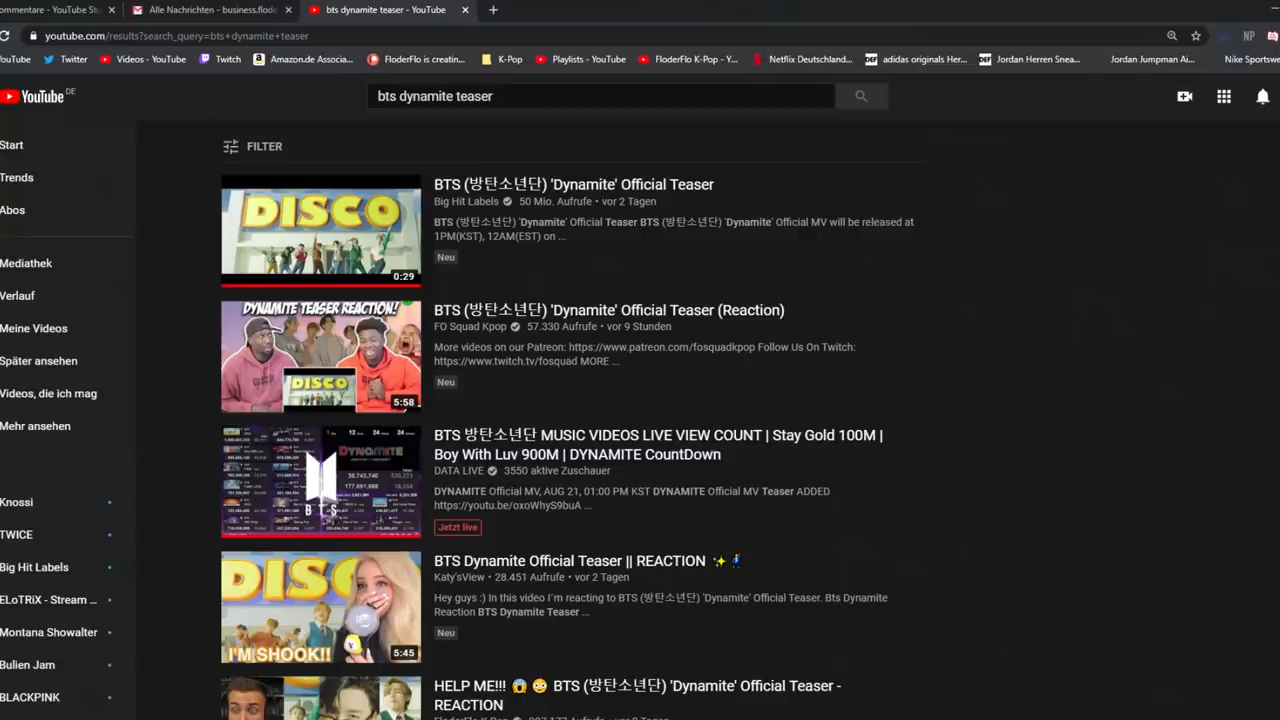 ommentare - YouTube Stu
Alle Nachrichten - business.flode
bts dynamite teaser - YouTube
youtube.com/results?search_query=bts+dynamite+teaser
NP
YouTube
Twitter
Videos - YouTube
Twitch
Amazon.de Associa...
FloderFlo is creatin...
K-Pop
Playlists - YouTube
FloderFlo K-Pop - Y...
Netflix Deutschland...
adidas originals Her...
Jordan Herren Snea...
Jordan Jumpman Ai...
Nike Sportswe
YouTube DE
bts dynamite teaser
Start
Trends
Abos
Mediathek
Verlauf
Meine Videos
Später ansehen
Videos, die ich mag
Mehr ansehen
Knossi
TWICE
Big Hit Labels
ELoTRiX - Stream ...
Montana Showalter
Bulien Jam
BLACKPINK
FILTER
DISCO
0:29
BTS (방탄소년단) 'Dynamite' Official Teaser
Big Hit Labels 50 Mio. Aufrufe • vor 2 Tagen
BTS (방탄소년단) 'Dynamite' Official Teaser BTS (방탄소년단) 'Dynamite' Official MV will be released at
1PM(KST), 12AM(EST) on ...
Neu
DYNAMITE TEASER REACTION!
DISCO
5:58
BTS (방탄소년단) 'Dynamite' Official Teaser (Reaction)
FO Squad Kpop 57.330 Aufrufe • vor 9 Stunden
More videos on our Patreon: https://www.patreon.com/fosquadkpop Follow Us On Twitch:
https://www.twitch.tv/fosquad MORE ...
Neu
DYNAMITE
BTS
BTS 방탄소년단 MUSIC VIDEOS LIVE VIEW COUNT | Stay Gold 100M |
Boy With Luv 900M | DYNAMITE CountDown
DATA LIVE 3550 aktive Zuschauer
DYNAMITE Official MV, AUG 21, 01:00 PM KST DYNAMITE Official MV Teaser ADDED
https://youtu.be/oxoWhyS9buA ...
Jetzt live
DISC
I'M SHOOK!!
5:45
BTS Dynamite Official Teaser || REACTION ✨🕺
Katy'sView • 28.451 Aufrufe • vor 2 Tagen
Hey guys :) In this video I'm reacting to BTS (방탄소년단) 'Dynamite' Official Teaser. Bts Dynamite
Reaction BTS Dynamite Teaser ...
Neu
HELP ME!!! 😱 😳 BTS (방탄소년단) 'Dynamite' Official Teaser -
REACTION